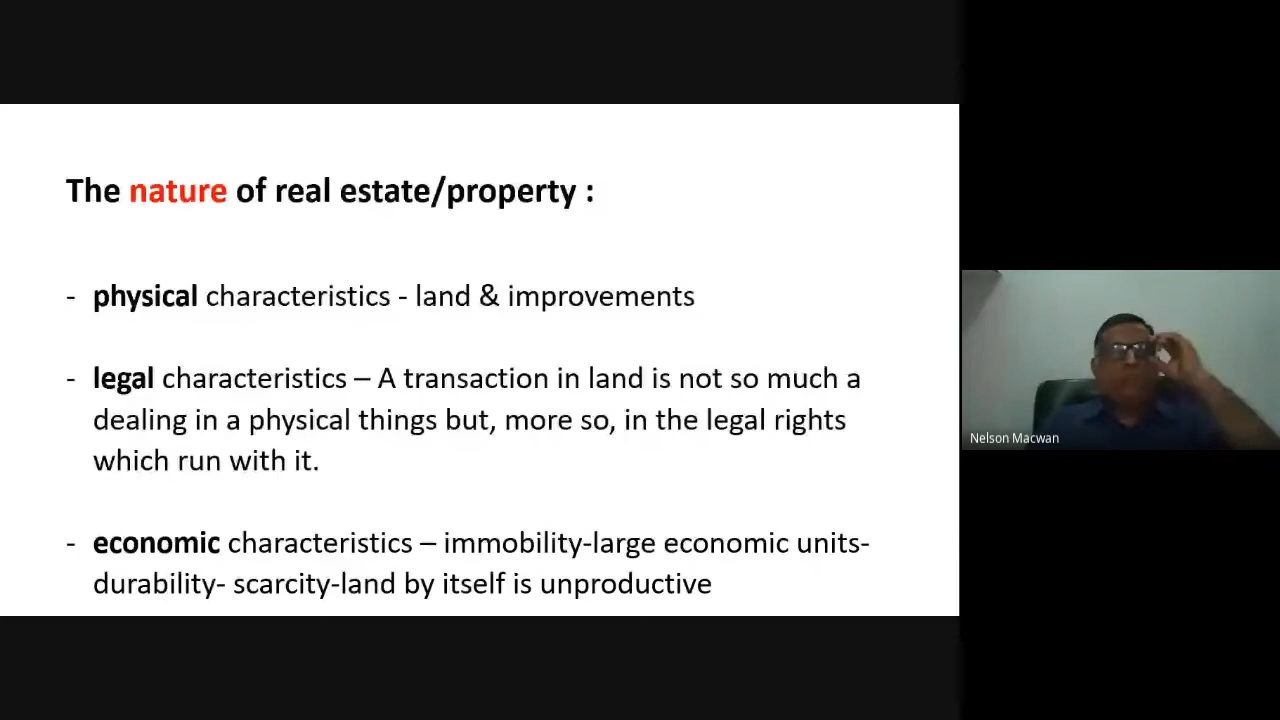 The nature of real estate/property :
- physical characteristics - land & improvements
- legal characteristics – A transaction in land is not so much a
dealing in a physical things but, more so, in the legal rights
which run with it.
- economic characteristics – immobility-large economic units-
durability- scarcity-land by itself is unproductive
Nelson Macwan